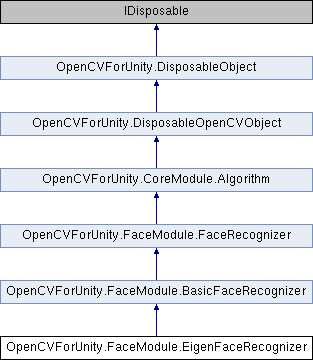 IDisposable
OpenCVForUnity.DisposableObject
OpenCVForUnity.DisposableOpenCVObject
OpenCVForUnity.CoreModule.Algorithm
OpenCVForUnity.FaceModule.FaceRecognizer
OpenCVForUnity.FaceModule.BasicFaceRecognizer
OpenCVForUnity.FaceModule.EigenFaceRecognizer